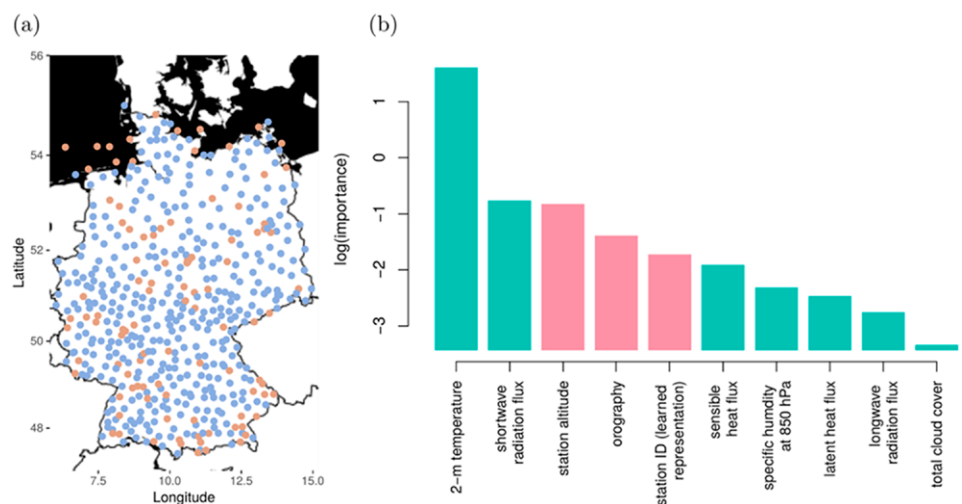 (a)
(b)
56
54
52
50
48
Latitude
7.5
10.0
12.5
15.0
Longitude
log(importance)
1
0
-1
-2
-3
2-m temperature
shortwave
radiation flux
station altitude
orography
station ID (learned
representation)
sensible
heat flux
specific humidity
at 850 hPa
latent heat flux
longwave
radiation flux
total cloud cover